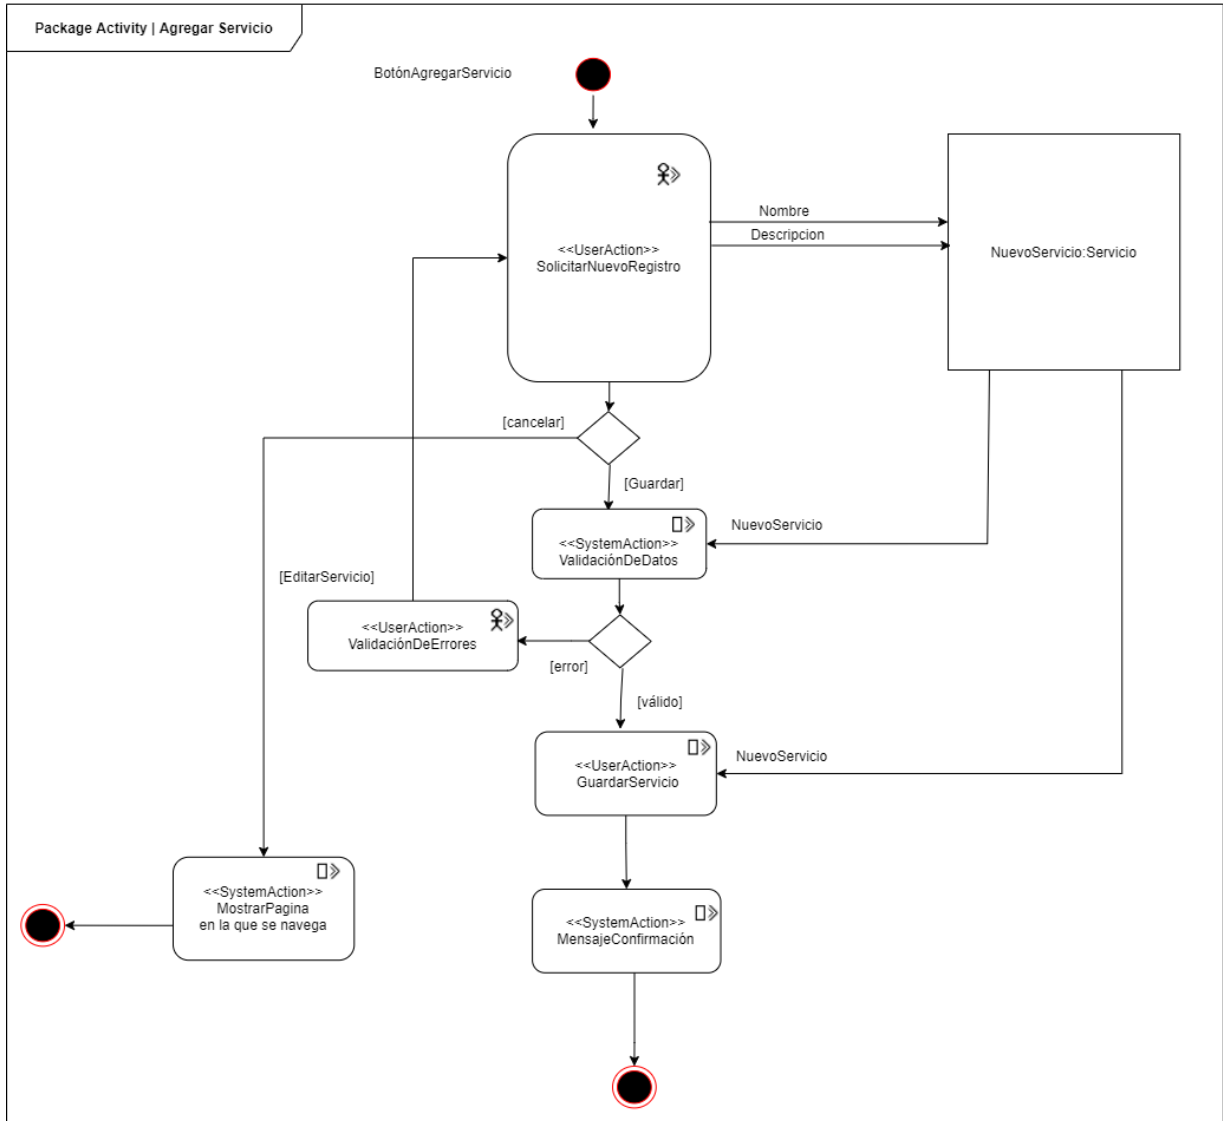 Package Activity | Agregar Servicio
BotónAgregarServicio
<<UserAction>>
SolicitarNuevoRegistro
Nombre
Descripcion
NuevoServicio:Servicio
[cancelar]
[Guardar]
<<SystemAction>>
ValidaciónDeDatos
NuevoServicio
[EditarServicio]
<<UserAction>>
ValidaciónDeErrores
[error]
[válido]
<<UserAction>>
GuardarServicio
NuevoServicio
<<SystemAction>>
MostrarPagina
en la que se navega
<<SystemAction>>
MensajeConfirmación